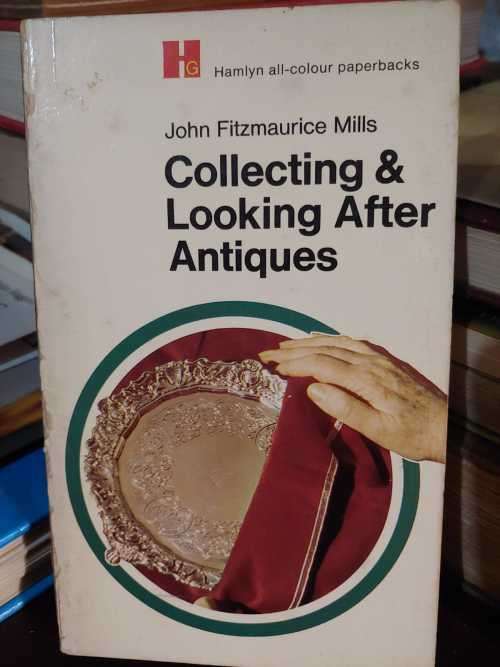 HG
Hamlyn all-colour paperbacks
John Fitzmaurice Mills
Collecting &
Looking After
Antiques